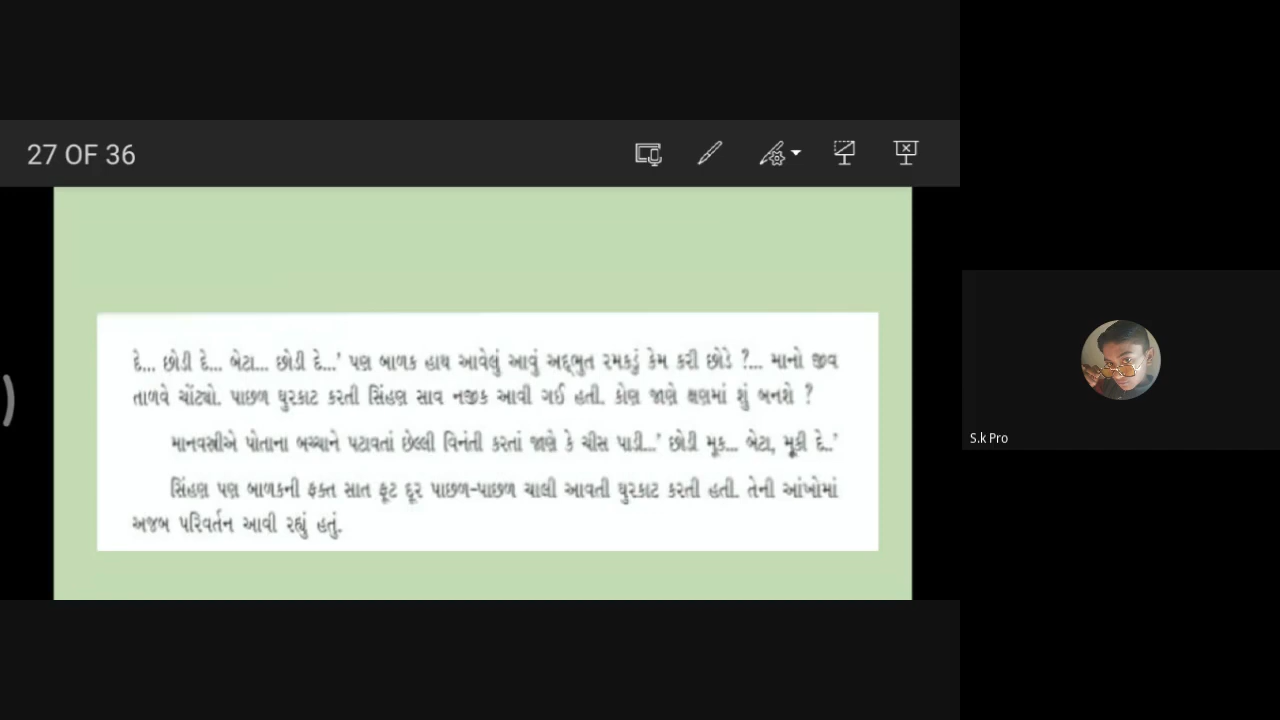 27 OF 36
દે... છોડી દે... બેટા... છોડી દે...' પણ બાળક હાથ આવેલું આવું અદ્ભુત રમકડું કેમ કરી છોડે ?... માનો જીવ
તાળવે ચોંટ્યો. પાછળ ઘુરકાટ કરતી સિંહણ સાવ નજીક આવી ગઈ હતી. કોણ જાણે ક્ષણમાં શું બનશે ?
માનવસ્ત્રીએ પોતાના બચ્ચાને પટાવતાં છેલ્લી વિનંતી કરતાં જાણે કે ચીસ પાડી...' છોડી મૂક... બેટા, મૂકી દે..'
સિંહણ પણ બાળકની ફક્ત સાત ફૂટ દૂર પાછળ-પાછળ ચાલી આવતી ઘુરકાટ કરતી હતી. તેની આંખોમાં
અજબ પરિવર્તન આવી રહ્યું હતું.
S.k Pro